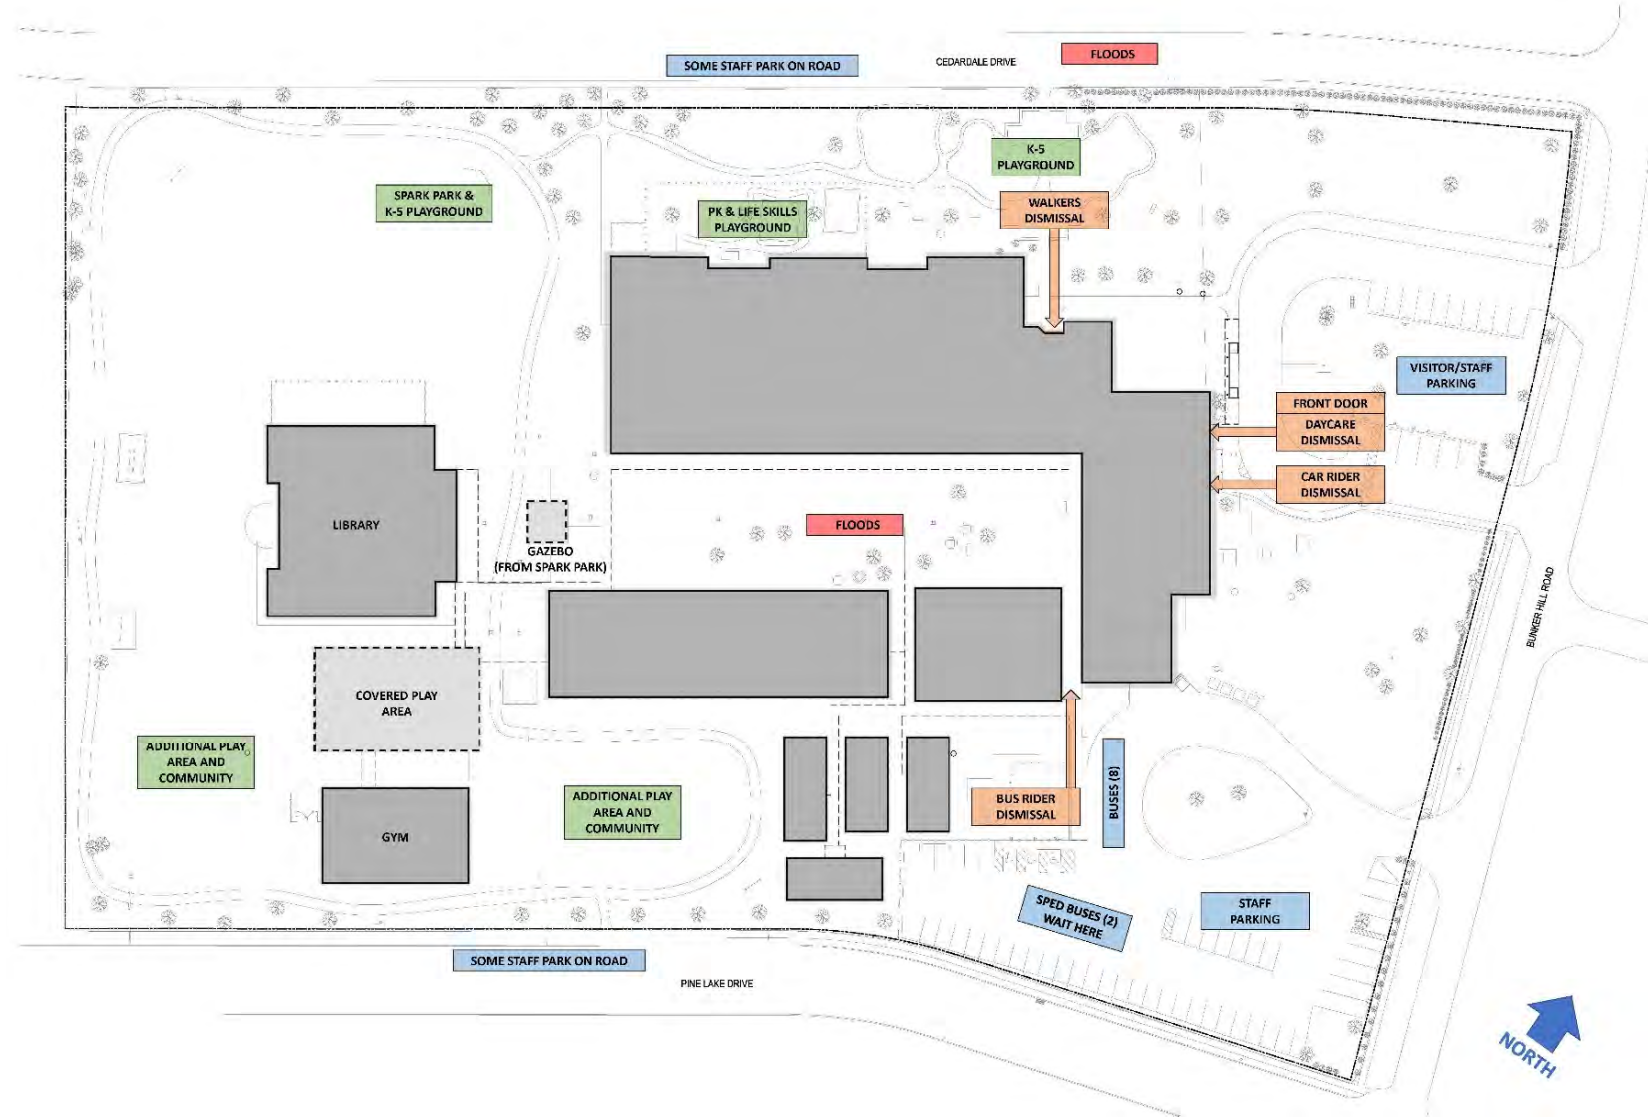 FLOODS
SOME STAFF PARK ON ROAD
CEDARDALE DRIVE
K-5
PLAYGROUND
SPARK PARK &
K-5 PLAYGROUND
PK & LIFE SKILLS
PLAYGROUND
WALKERS
DISMISSAL
VISITOR/STAFF
PARKING
FRONT DOOR
DAYCARE
DISMISSAL
CAR RIDER
DISMISSAL
LIBRARY
FLOODS
GAZEBO
(FROM SPARK PARK)
BUNKER HILL ROAD
COVERED PLAY
AREA
ADDITIONAL PLAY
AREA AND
COMMUNITY
ADDITIONAL PLAY
AREA AND
COMMUNITY
BUS RIDER
DISMISSAL
BUSES (8)
GYM
SPED BUSES (2)
WAIT HERE
STAFF
PARKING
SOME STAFF PARK ON ROAD
PINE LAKE DRIVE
NORTH